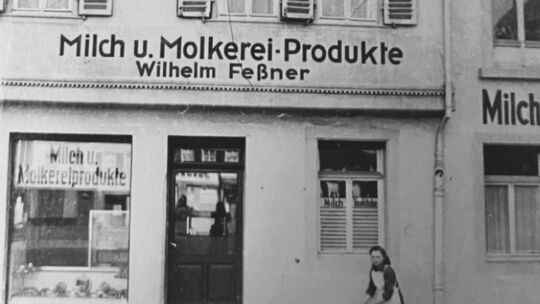 Milch u. Molkerei-Produkte
Wilhelm Feßner
Milch u.
Molkereiprodukte
Milch
Milch